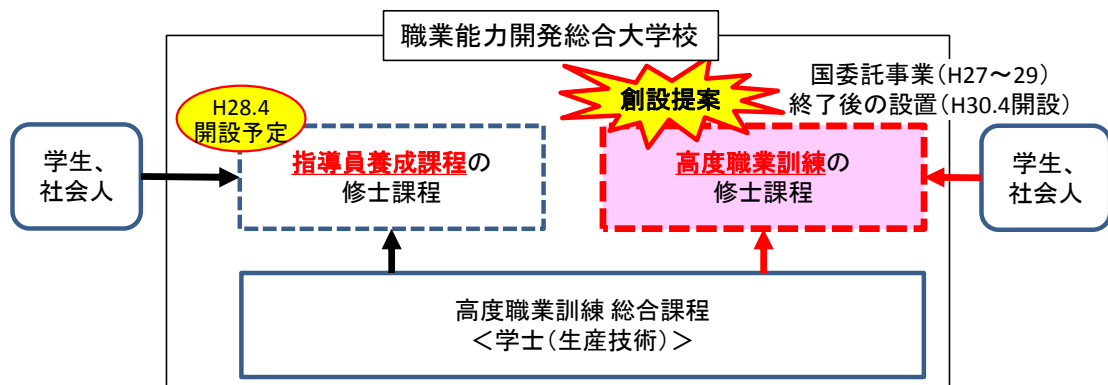 職業能力開発総合大学校
国委託事業(H27～29)
終了後の設置(H30.4開設)
創設提案
H28.4
開設予定
学生、
社会人
指導員養成課程の
修士課程
高度職業訓練の
修士課程
学生、
社会人
高度職業訓練 総合課程
＜学士(生産技術)＞